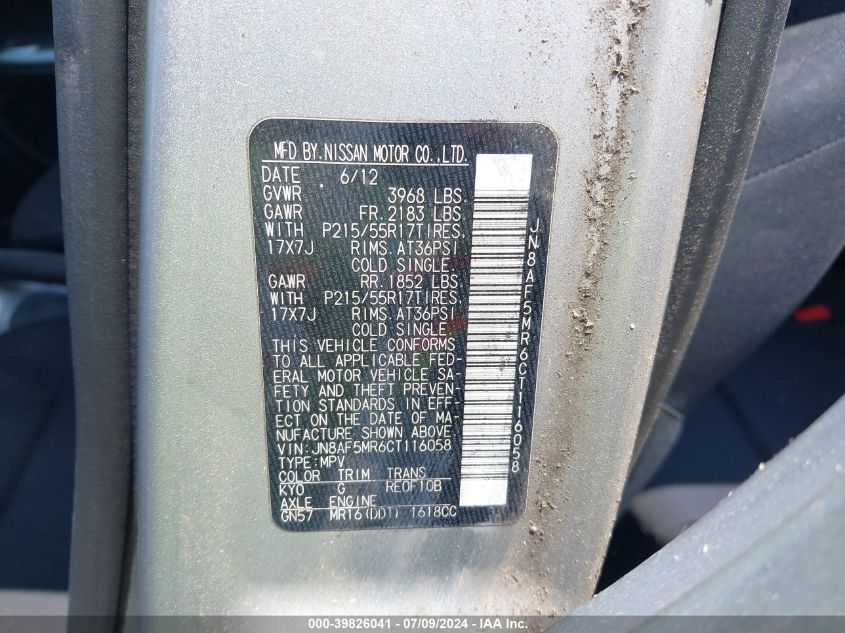 MFD BY.NISSAN MOTOR CO.,LTD.
DATE 6/12
GVWR 3968 LBS.
GAWR FR. 2183 LBS.
WITH P215/55R17TIRES,
17X7J RIMS. AT36PSI
COLD SINGLE.
GAWR RR. 1852 LBS.
WITH P215/55R17TIRES,
17X7J RIMS. AT36PSI
COLD SINGLE.
THIS VEHICLE CONFORMS
TO ALL APPLICABLE FED-
ERAL MOTOR VEHICLE SA-
FETY AND THEFT PREVEN-
TION STANDARDS IN EFF-
ECT ON THE DATE OF MA-
NUFACTURE SHOWN ABOVE.
VIN: JN8AF5MR6CT116058
TYPE: MPV
COLOR TRIM TRANS
KYO G RE0F10B
AXLE ENGINE
GN57 MR16(DDT) 1618CC
JN8AF5MR6CT116058
000-39826041 - 07/09/2024 - IAA Inc.